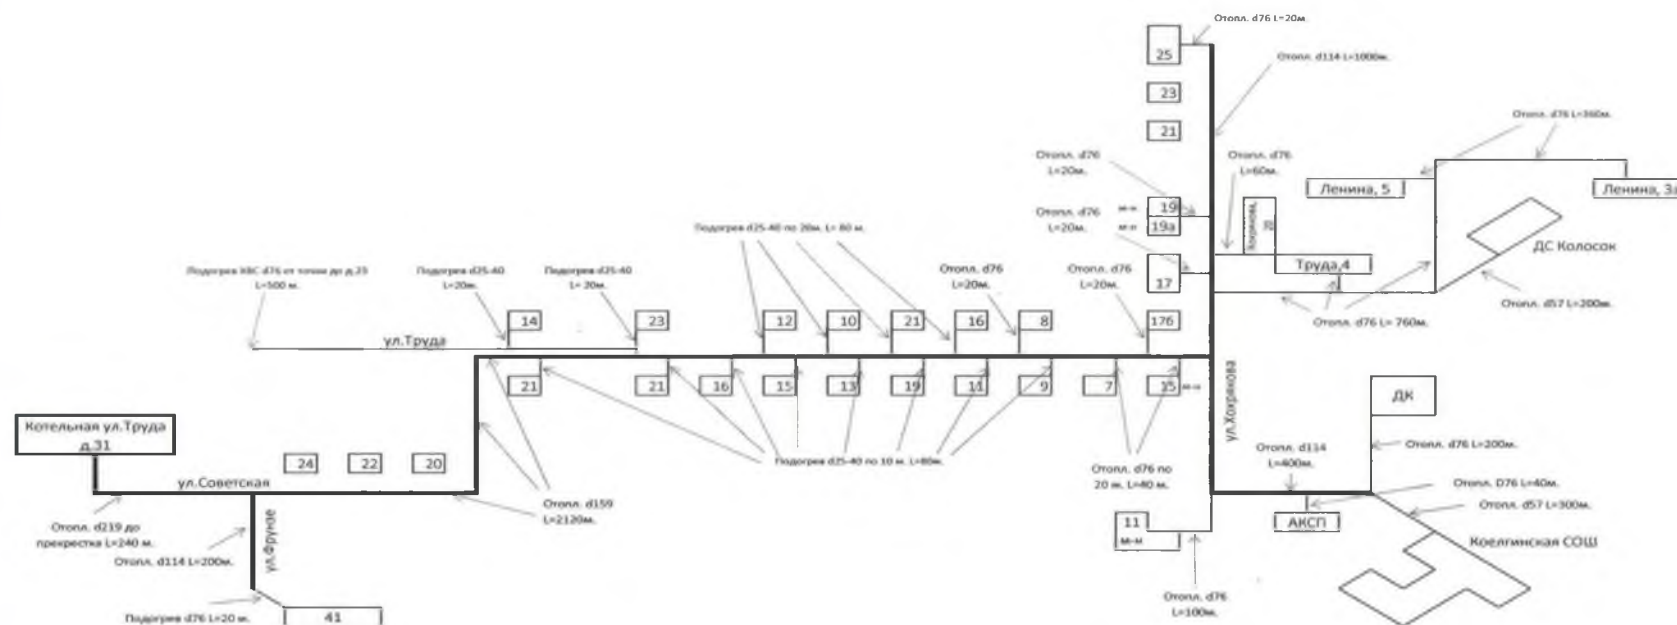 Отопл. d76 L=20м.
25
Отопл. d114 L=1000м.
23
21
Отопл. d76 L=360м.
Отопл. d76
L=20м.
Отопл. d76
L=60м.
Ленина, 5
Ленина, 3а
м-н 19
м-н 19а
Отопл. d76
L=20м.
Хохрякова,
20
ДС Колосок
Труда,4
17
Отопл. d57 L=200м.
Отопл. d76 L= 760м.
Подогрев d25-40 по 20м. L= 80 м.
Подогрев ХВС d76 от точки до д.23
L=500 м.
Подогрев d25-40
L=20м.
Подогрев d25-40
L= 20м.
Отопл. d76
L=20м.
Отопл. d76
L=20м.
ул.Труда
14
23
12
10
21
16
8
17б
21
21
16
15
13
19
11
9
7
15 м-н
ул.Хохрякова
ДК
Котельная ул.Труда
д.31
24
22
20
Подогрев d25-40 по 10 м. L=80м.
Отопл. d76 по
20 м. L=40 м.
Отопл. d114
L=400м.
Отопл. d76 L=200м.
Отопл. D76 L=40м.
Отопл. d57 L=300м.
ул.Советская
Отопл. d159
L=2120м.
Отопл. d219 до
прекрестка L=240 м.
ул.Фрунзе
Отопл. d114 L=200м.
11
м-н
АКСП
Коелгинская СОШ
Отопл. d76
L=100м.
Подогрев d76 L=20 м.
41